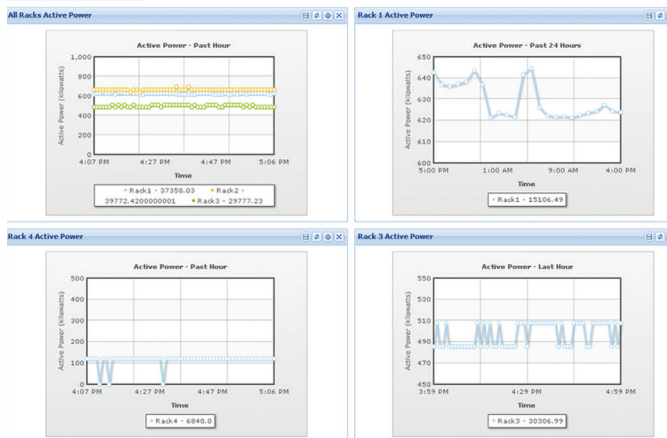 All Racks Active Power
Active Power - Past Hour
Active Power (kilowatts)
1,000
800
600
400
200
0
4:07 PM 4:27 PM 4:47 PM 5:06 PM
Time
Rack1 - 37358.03 Rack2 -
39772.4200000001 Rack3 - 29777.23
Rack 1 Active Power
Active Power - Past 24 Hours
Active Power (kilowatts)
650
640
630
620
610
600
5:00 PM 1:00 AM 9:00 AM 4:00 PM
Time
Rack1 - 15106.49
Rack 4 Active Power
Active Power - Past Hour
Active Power (kilowatts)
500
400
300
200
100
0
4:07 PM 4:27 PM 4:47 PM 5:06 PM
Time
Rack4 - 6840.0
Rack 3 Active Power
Active Power - Last Hour
Active Power (kilowatts)
550
530
510
490
470
450
3:59 PM 4:29 PM 4:59 PM
Time
Rack3 - 30306.99